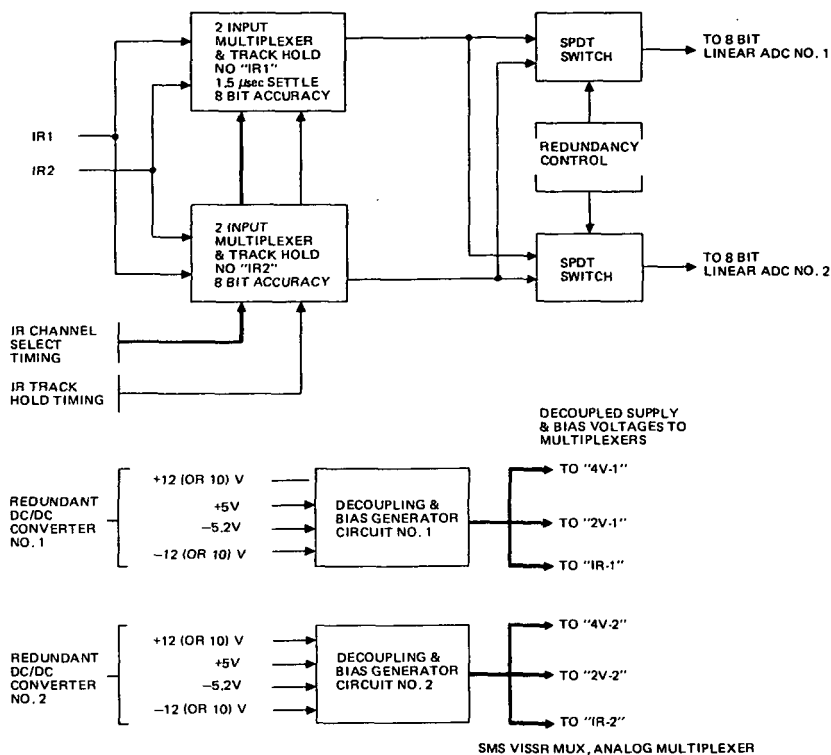 2 INPUT
MULTIPLEXER
& TRACK HOLD
NO "IR1"
1.5 μsec SETTLE
8 BIT ACCURACY
SPDT
SWITCH
TO 8 BIT
LINEAR ADC NO. 1
IR1
IR2
REDUNDANCY
CONTROL
2 INPUT
MULTIPLEXER
& TRACK HOLD
NO "IR2"
8 BIT ACCURACY
SPDT
SWITCH
TO 8 BIT
LINEAR ADC NO. 2
IR CHANNEL
SELECT
TIMING
IR TRACK
HOLD TIMING
DECOUPLED SUPPLY
& BIAS VOLTAGES TO
MULTIPLEXERS
REDUNDANT
DC/DC
CONVERTER
NO. 1
+12 (OR 10) V
+5V
−5.2V
−12 (OR 10) V
DECOUPLING &
BIAS GENERATOR
CIRCUIT NO. 1
TO "4V-1"
TO "2V-1"
TO "IR-1"
REDUNDANT
DC/DC
CONVERTER
NO. 2
+12 (OR 10) V
+5V
−5.2V
−12 (OR 10) V
DECOUPLING &
BIAS GENERATOR
CIRCUIT NO. 2
TO "4V-2"
TO "2V-2"
TO "IR-2"
SMS VISSR MUX, ANALOG MULTIPLEXER